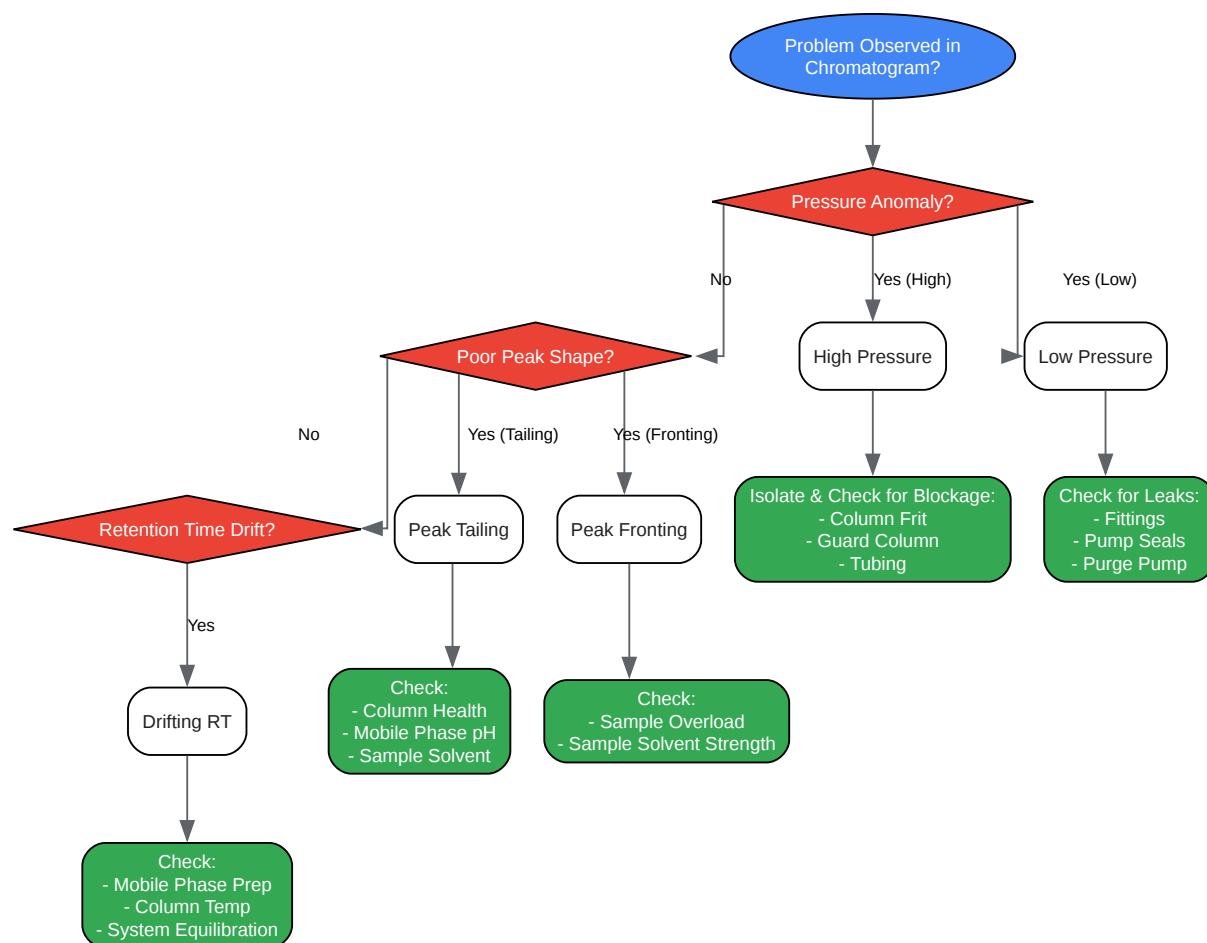 Problem Observed in
Chromatogram?
Pressure Anomaly?
No
Yes (High)
Yes (Low)
Poor Peak Shape?
High Pressure
Low Pressure
No
Yes (Tailing)
Yes (Fronting)
Isolate & Check for Blockage:
- Column Frit
- Guard Column
- Tubing
Check for Leaks:
- Fittings
- Pump Seals
- Purge Pump
Retention Time Drift?
Peak Tailing
Peak Fronting
Yes
Drifting RT
Check:
- Column Health
- Mobile Phase pH
- Sample Solvent
Check:
- Sample Overload
- Sample Solvent Strength
Check:
- Mobile Phase Prep
- Column Temp
- System Equilibration